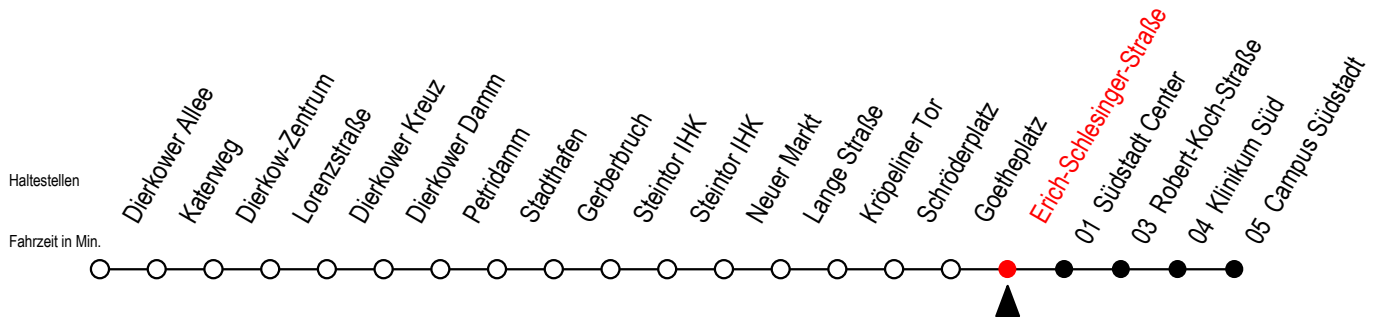 Haltestellen
Fahrzeit in Min.
Dierkower Allee
Katerweg
Dierkow-Zentrum
Lorenzstraße
Dierkower Kreuz
Dierkower Damm
Petridamm
Stadthafen
Gerberbruch
Steintor IHK
Steintor IHK
Neuer Markt
Lange Straße
Kröpeliner Tor
Schröderplatz
Goetheplatz
Erich-Schlesinger-Straße
01 Südstadt Center
03 Robert-Koch-Straße
04 Klinikum Süd
05 Campus Südstadt